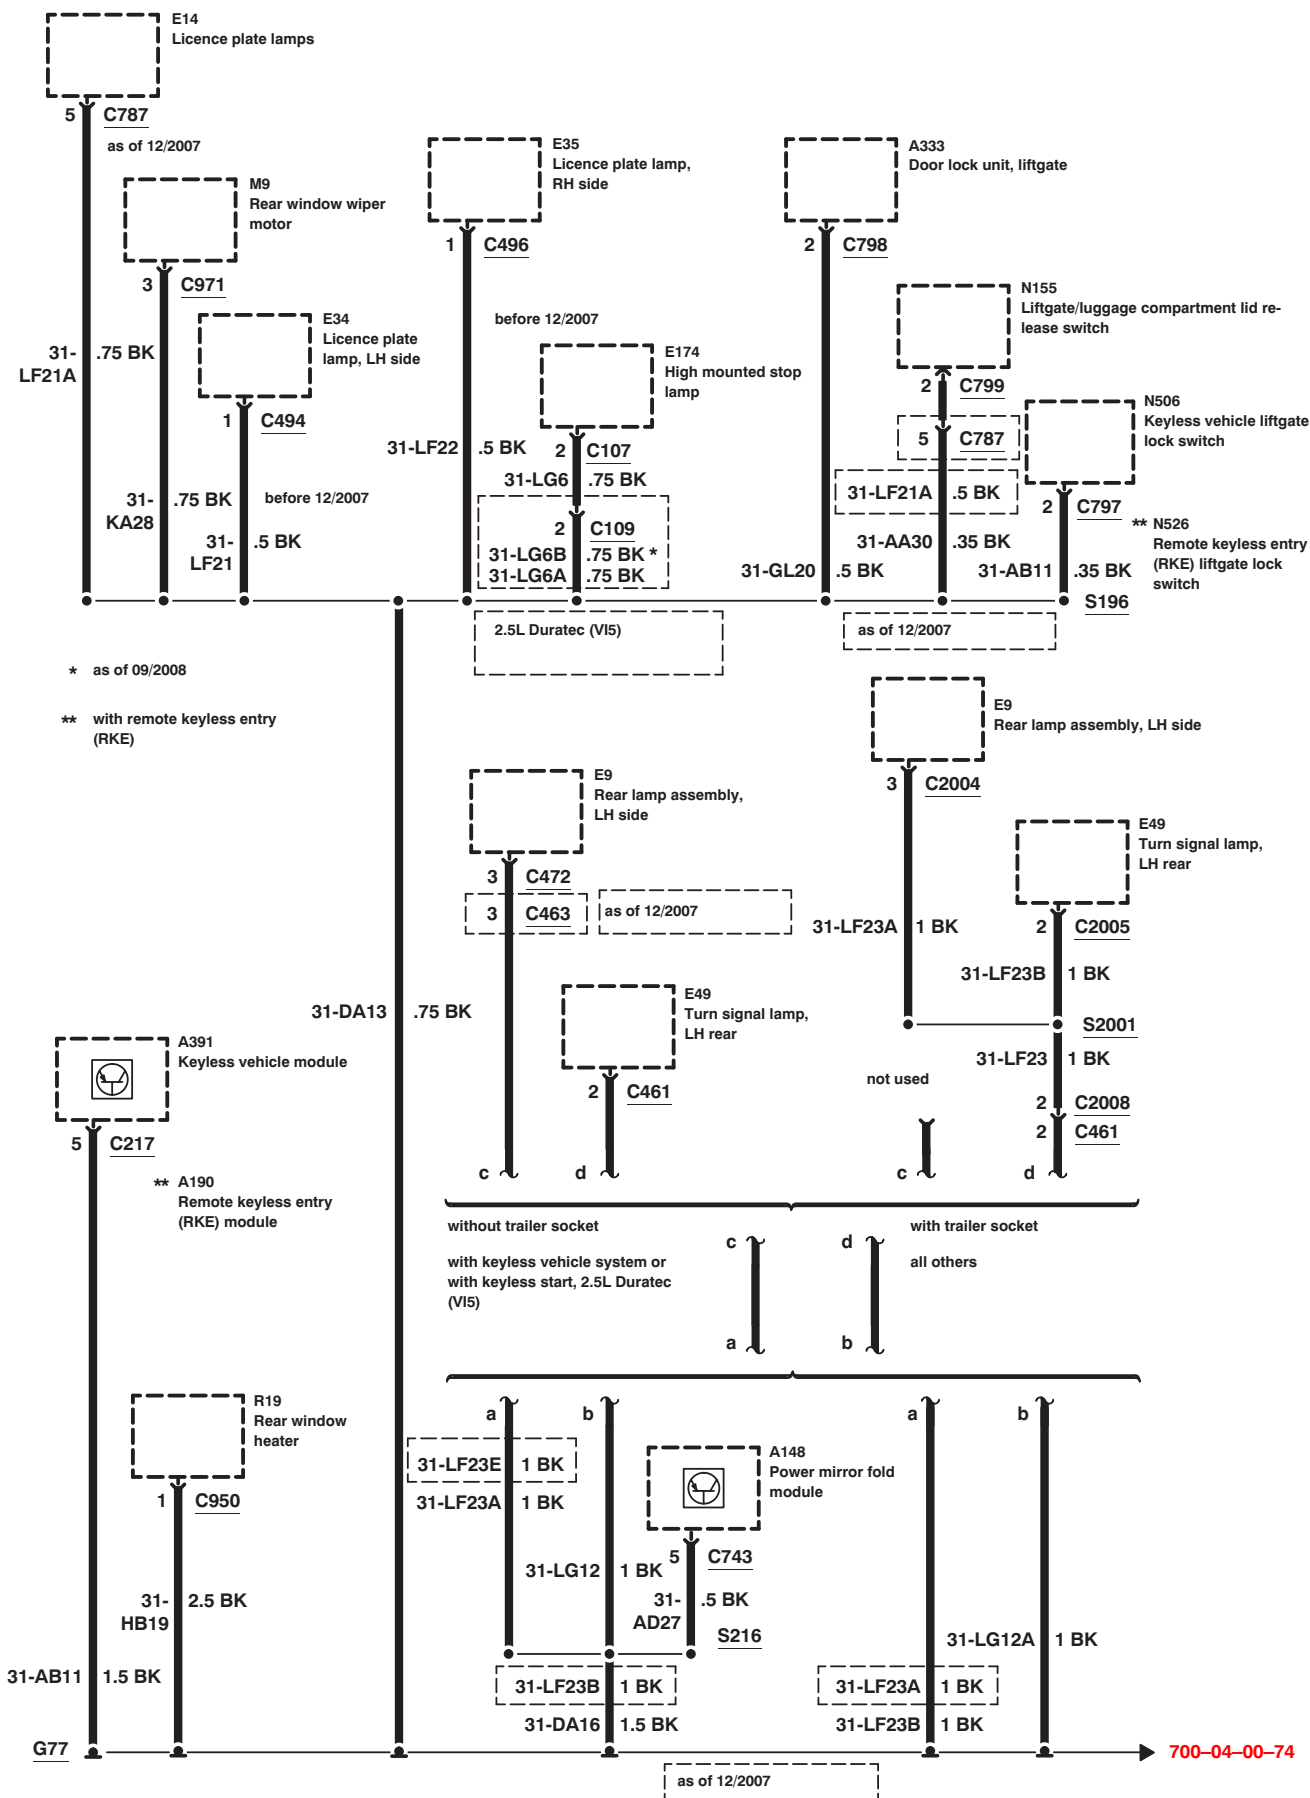 E14
Licence plate lamps
5 C787
as of 12/2007
M9
Rear window wiper
motor
3 C971
E34
Licence plate
lamp, LH side
1 C494
31-
LF21A
.75 BK
31-
KA28
.75 BK
before 12/2007
31-
LF21
.5 BK
E35
Licence plate lamp,
RH side
1 C496
before 12/2007
E174
High mounted stop
lamp
31-LF22 .5 BK
2 C107
31-LG6 .75 BK
2 C109
31-LG6B .75 BK *
31-LG6A .75 BK
2.5L Duratec (VI5)
A333
Door lock unit, liftgate
2 C798
N155
Liftgate/luggage compartment lid re-
lease switch
2 C799
5 C787
31-LF21A .5 BK
31-AA30 .35 BK
31-GL20 .5 BK
N506
Keyless vehicle liftgate
lock switch
2 C797
** N526
Remote keyless entry
(RKE) liftgate lock
switch
31-AB11 .35 BK
S196
as of 12/2007
* as of 09/2008
** with remote keyless entry
(RKE)
E9
Rear lamp assembly,
LH side
3 C472
3 C463
as of 12/2007
E49
Turn signal lamp,
LH rear
2 C461
31-DA13 .75 BK
E9
Rear lamp assembly, LH side
3 C2004
E49
Turn signal lamp,
LH rear
31-LF23A 1 BK
2 C2005
31-LF23B 1 BK
S2001
31-LF23 1 BK
not used
2 C2008
2 C461
c d c d
A391
Keyless vehicle module
5 C217
** A190
Remote keyless entry
(RKE) module
without trailer socket
with trailer socket
with keyless vehicle system or
with keyless start, 2.5L Duratec
(VI5)
all others
c d
a b
R19
Rear window
heater
1 C950
a b a b
31-LF23E 1 BK
31-LF23A 1 BK
A148
Power mirror fold
module
5 C743
31-LG12 1 BK
31-
AD27
.5 BK
S216
31-
HB19
2.5 BK
31-AB11 1.5 BK
31-LG12A 1 BK
31-LF23B 1 BK
31-DA16 1.5 BK
31-LF23A 1 BK
31-LF23B 1 BK
G77
700–04–00–74
as of 12/2007